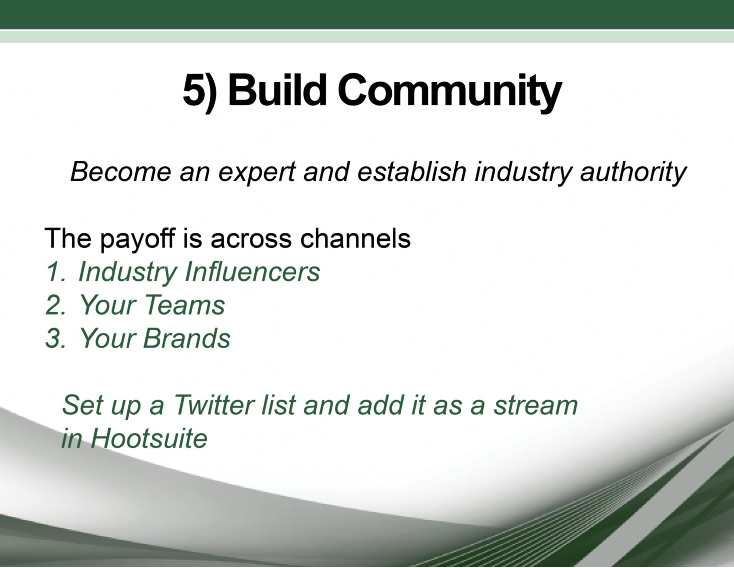 5) Build Community
Become an expert and establish industry authority
The payoff is across channels
1. Industry Influencers
2. Your Teams
3. Your Brands
Set up a Twitter list and add it as a stream
in Hootsuite